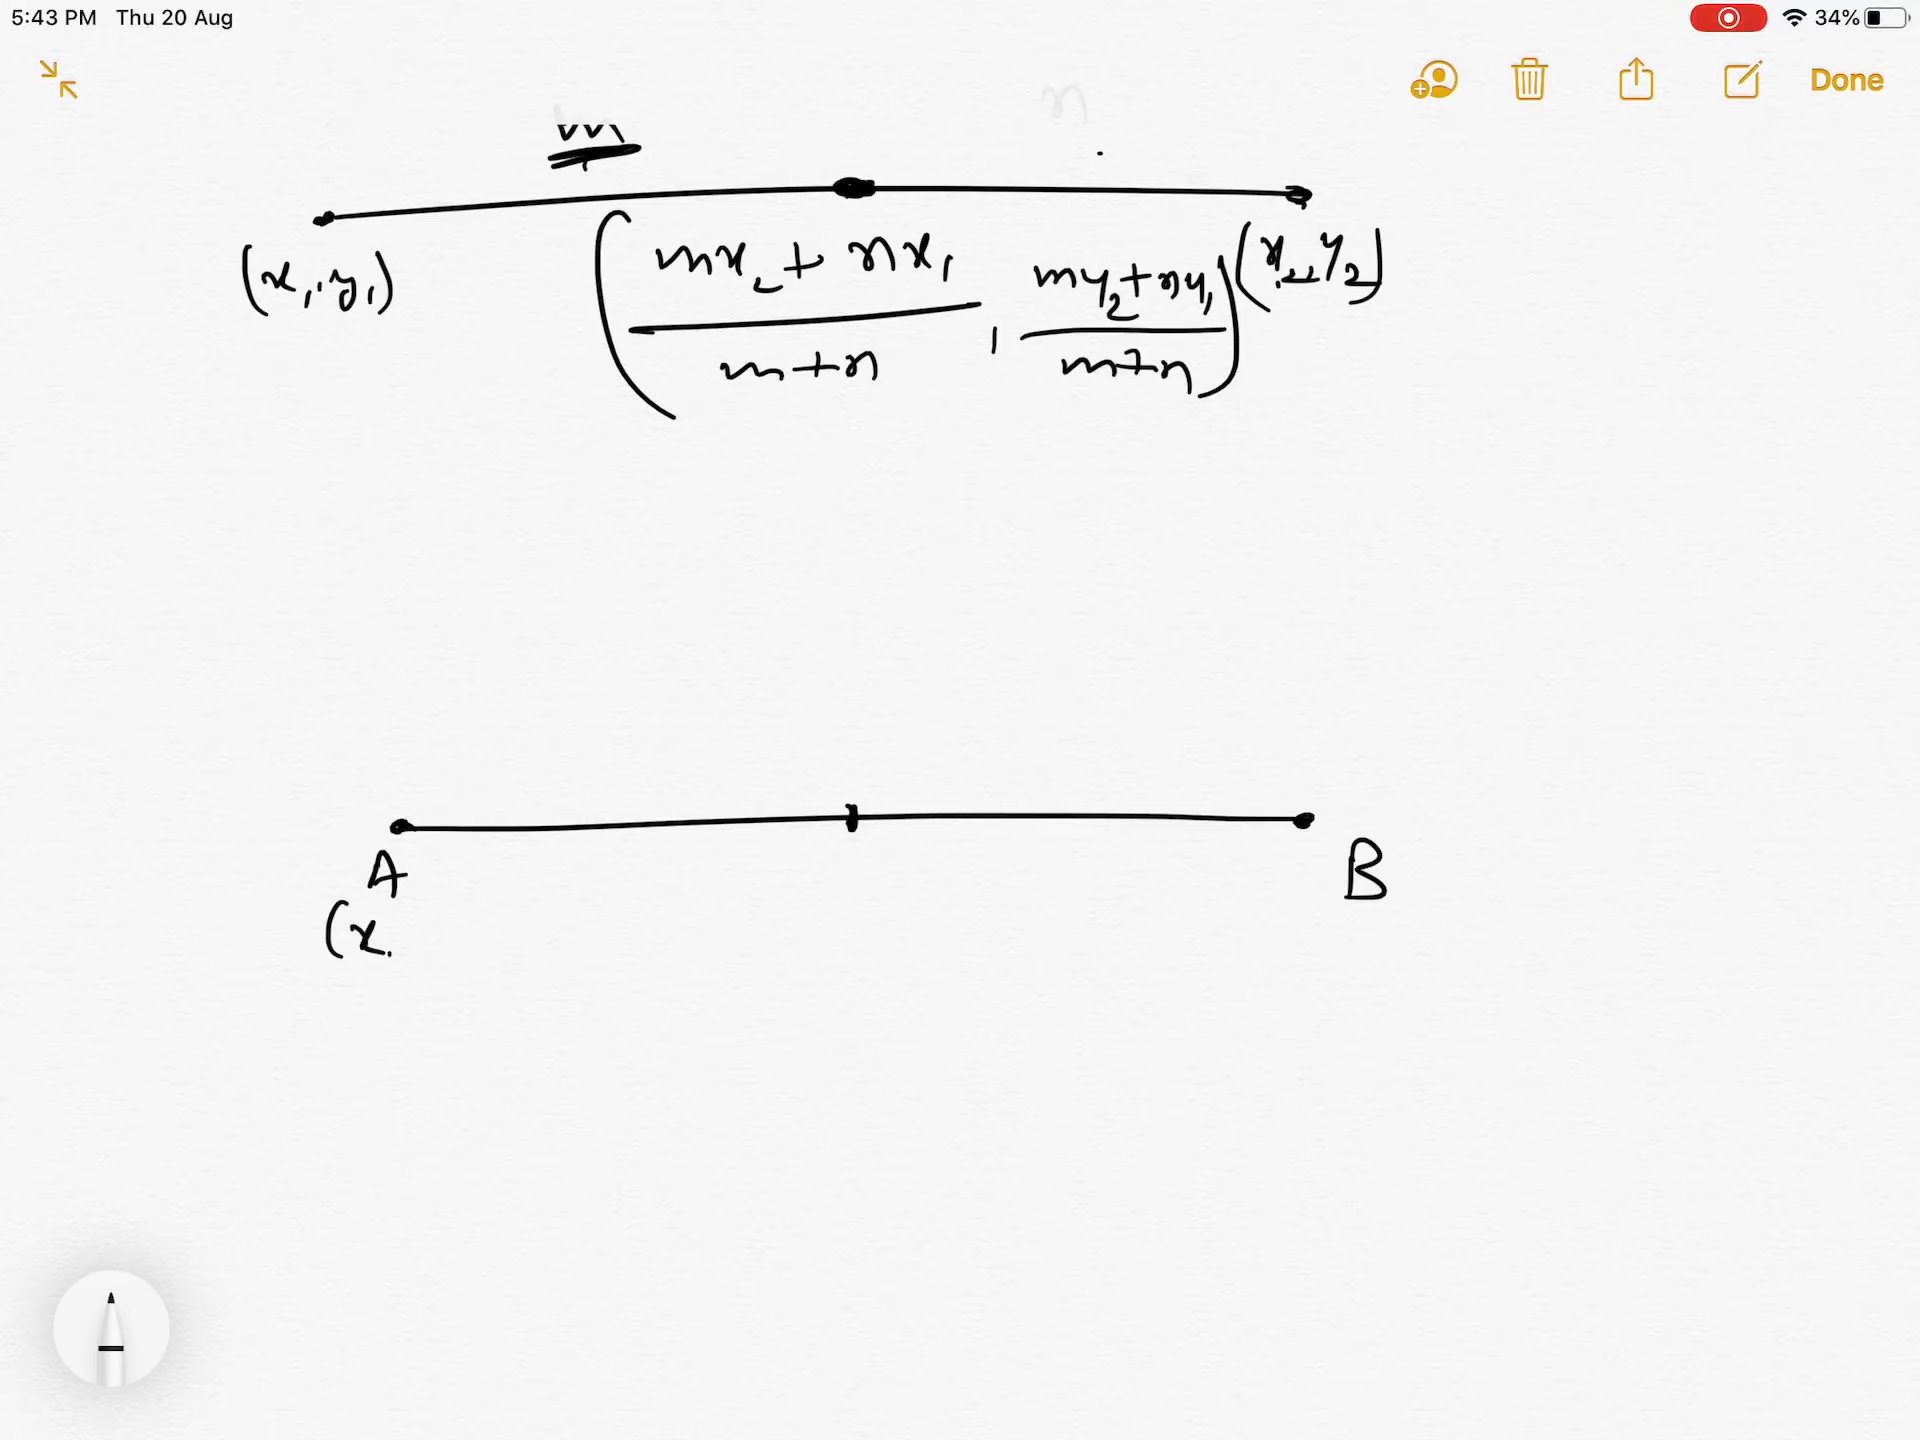 5:43 PM Thu 20 Aug 34%
Done
m n
(x₁, y₁) (mx₂ + nx₁ / m+n , my₂+ny₁ / m+n) (x₂, y₂)
A B
(x